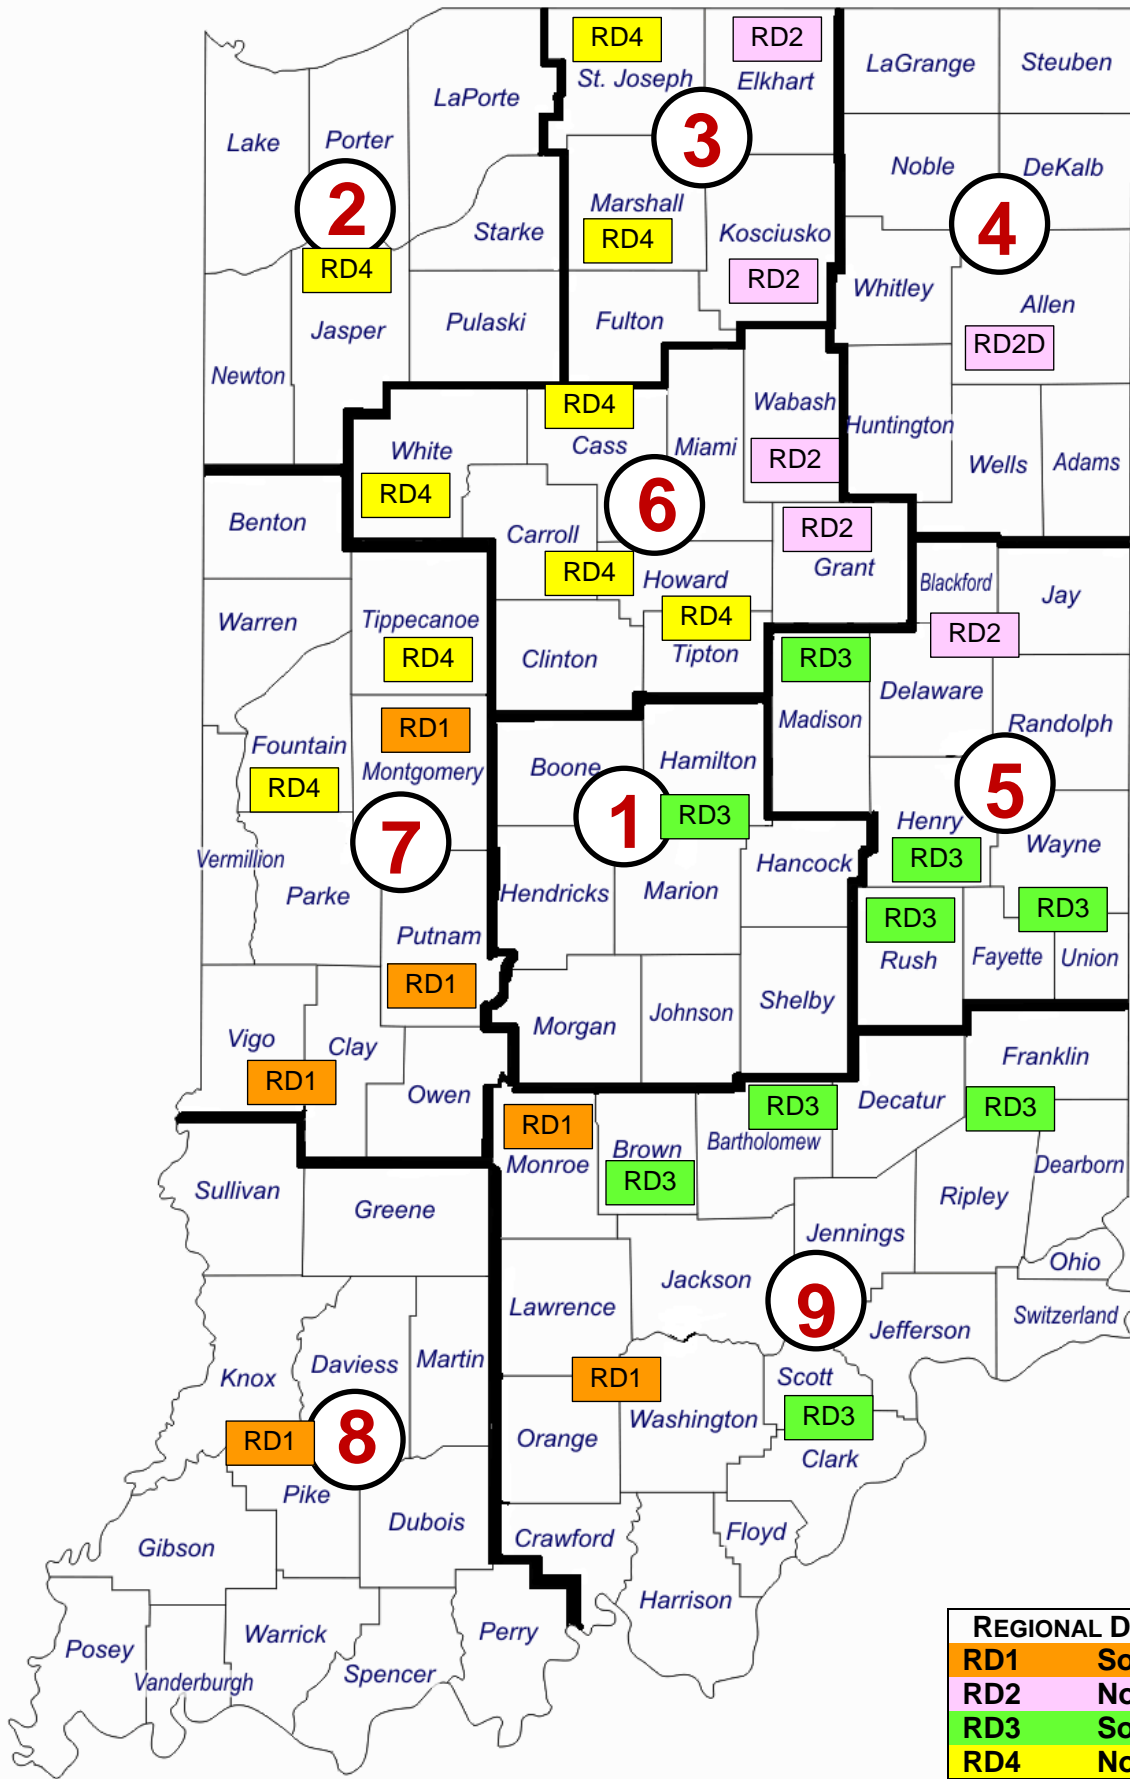 RD4
RD2
St. Joseph
Elkhart
LaGrange
Steuben
LaPorte
Lake
Porter
3
Noble
DeKalb
2
Marshall
RD4
Starke
Kosciusko
4
RD4
RD2
Whitley
Allen
Jasper
Pulaski
Fulton
RD2D
Newton
RD4
Wabash
White
Cass
Miami
Huntington
RD2
Wells
Adams
RD4
6
Benton
Carroll
RD2
RD4
Howard
Grant
Blackford
Jay
Warren
Tippecanoe
RD4
RD2
RD4
Clinton
Tipton
RD3
Delaware
Madison
Randolph
RD1
Fountain
Montgomery
Boone
Hamilton
RD4
1
RD3
5
7
Henry
Wayne
Vermillion
RD3
Hancock
Parke
Hendricks
Marion
RD3
RD3
Putnam
Rush
Fayette
Union
RD1
Morgan
Johnson
Shelby
Vigo
Clay
Franklin
RD1
Owen
RD3
Decatur
RD3
RD1
Monroe
Brown
Bartholomew
RD3
Dearborn
Sullivan
Greene
Ripley
Jennings
Ohio
Jackson
Lawrence
9
Switzerland
Jefferson
Knox
Daviess
Martin
RD1
Scott
Washington
RD3
RD1
8
Orange
Clark
Pike
Dubois
Crawford
Floyd
Gibson
Harrison
Posey
Warrick
Perry
Vanderburgh
Spencer
REGIONAL D
RD1 So
RD2 No
RD3 So
RD4 No